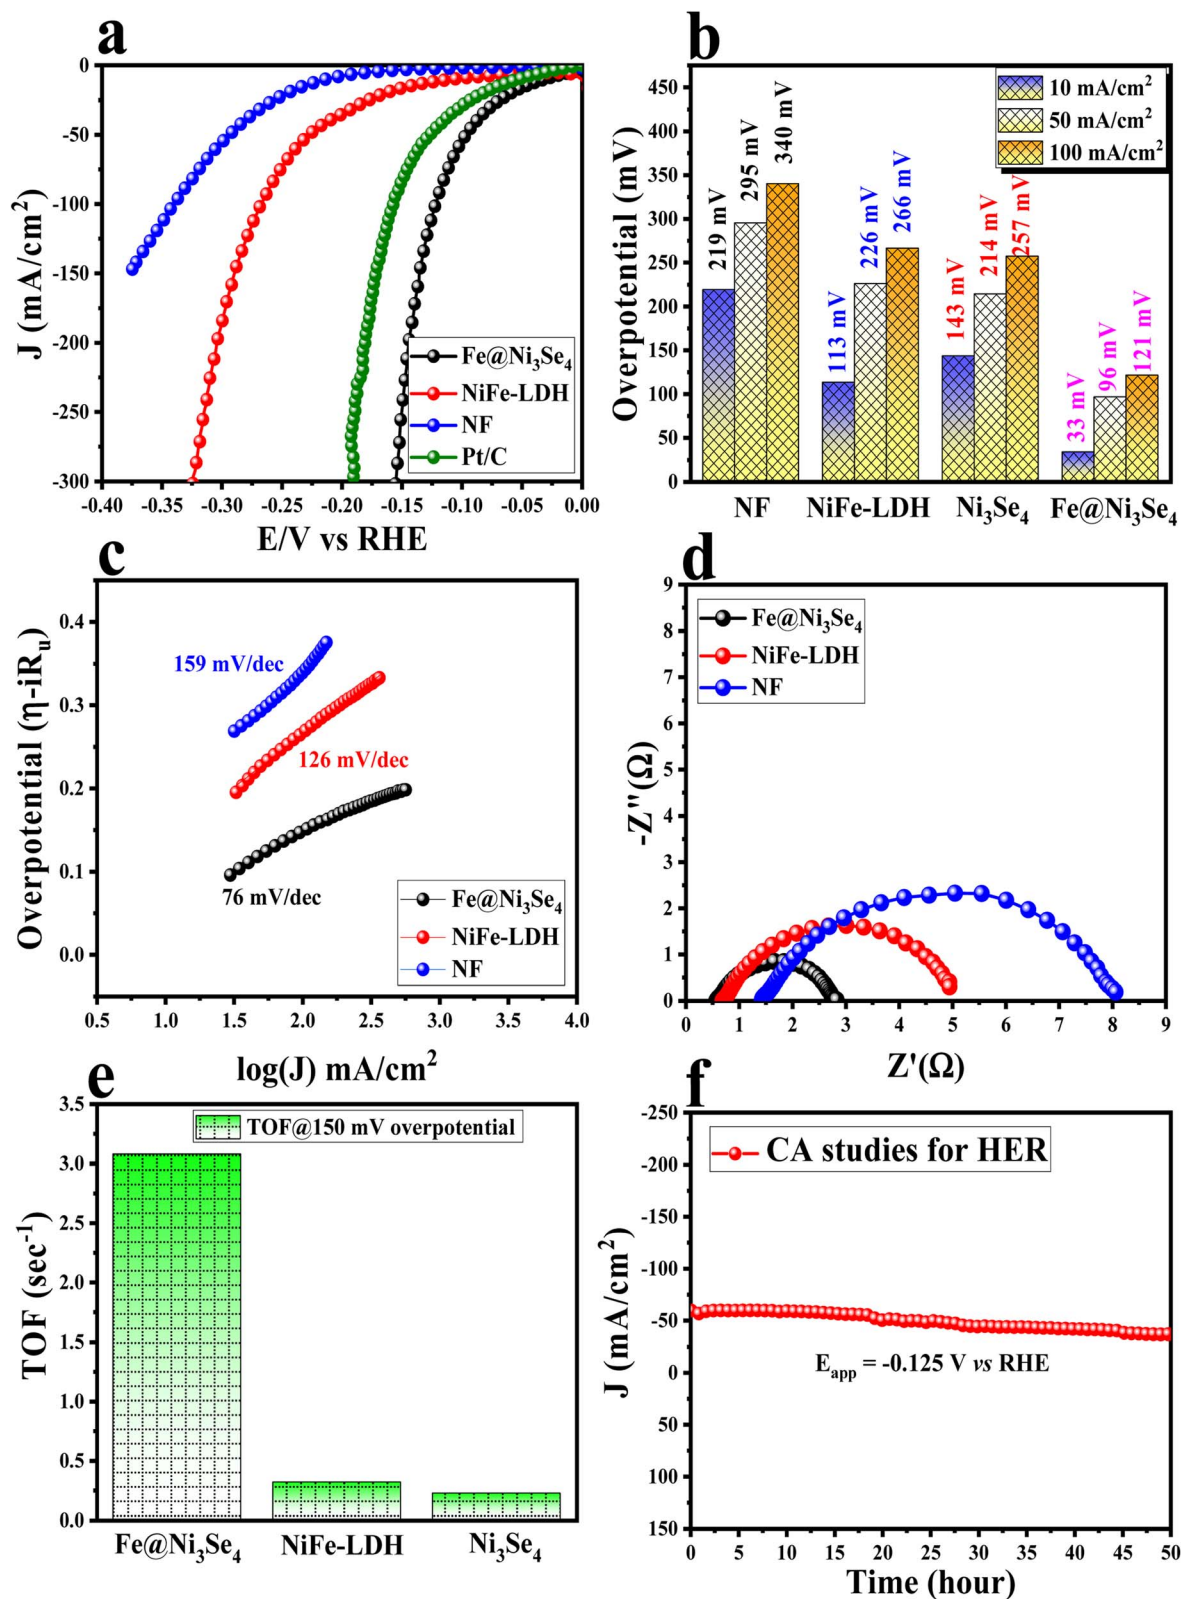 a
0
-50
-100
-150
-200
-250
-300
J (mA/cm²)
Fe@Ni₃Se₄
NiFe-LDH
NF
Pt/C
-0.40 -0.35 -0.30 -0.25 -0.20 -0.15 -0.10 -0.05 0.00
E/V vs RHE
b
450
400
350
300
250
200
150
100
50
0
Overpotential (mV)
10 mA/cm²
50 mA/cm²
100 mA/cm²
219 mV
295 mV
340 mV
113 mV
226 mV
266 mV
143 mV
214 mV
257 mV
33 mV
96 mV
121 mV
NF NiFe-LDH Ni₃Se₄ Fe@Ni₃Se₄
c
0.4
0.3
0.2
0.1
0.0
Overpotential (η-iRᵤ)
159 mV/dec
126 mV/dec
76 mV/dec
Fe@Ni₃Se₄
NiFe-LDH
NF
0.5 1.0 1.5 2.0 2.5 3.0 3.5 4.0
log(J) mA/cm²
d
9
8
7
6
5
4
3
2
1
0
-Z''(Ω)
Fe@Ni₃Se₄
NiFe-LDH
NF
0 1 2 3 4 5 6 7 8 9
Z'(Ω)
e
3.5
3.0
2.5
2.0
1.5
1.0
0.5
0.0
TOF (sec⁻¹)
TOF@150 mV overpotential
Fe@Ni₃Se₄ NiFe-LDH Ni₃Se₄
f
-250
-200
-150
-100
-50
0
50
100
150
J (mA/cm²)
CA studies for HER
E_app = -0.125 V vs RHE
0 5 10 15 20 25 30 35 40 45 50
Time (hour)